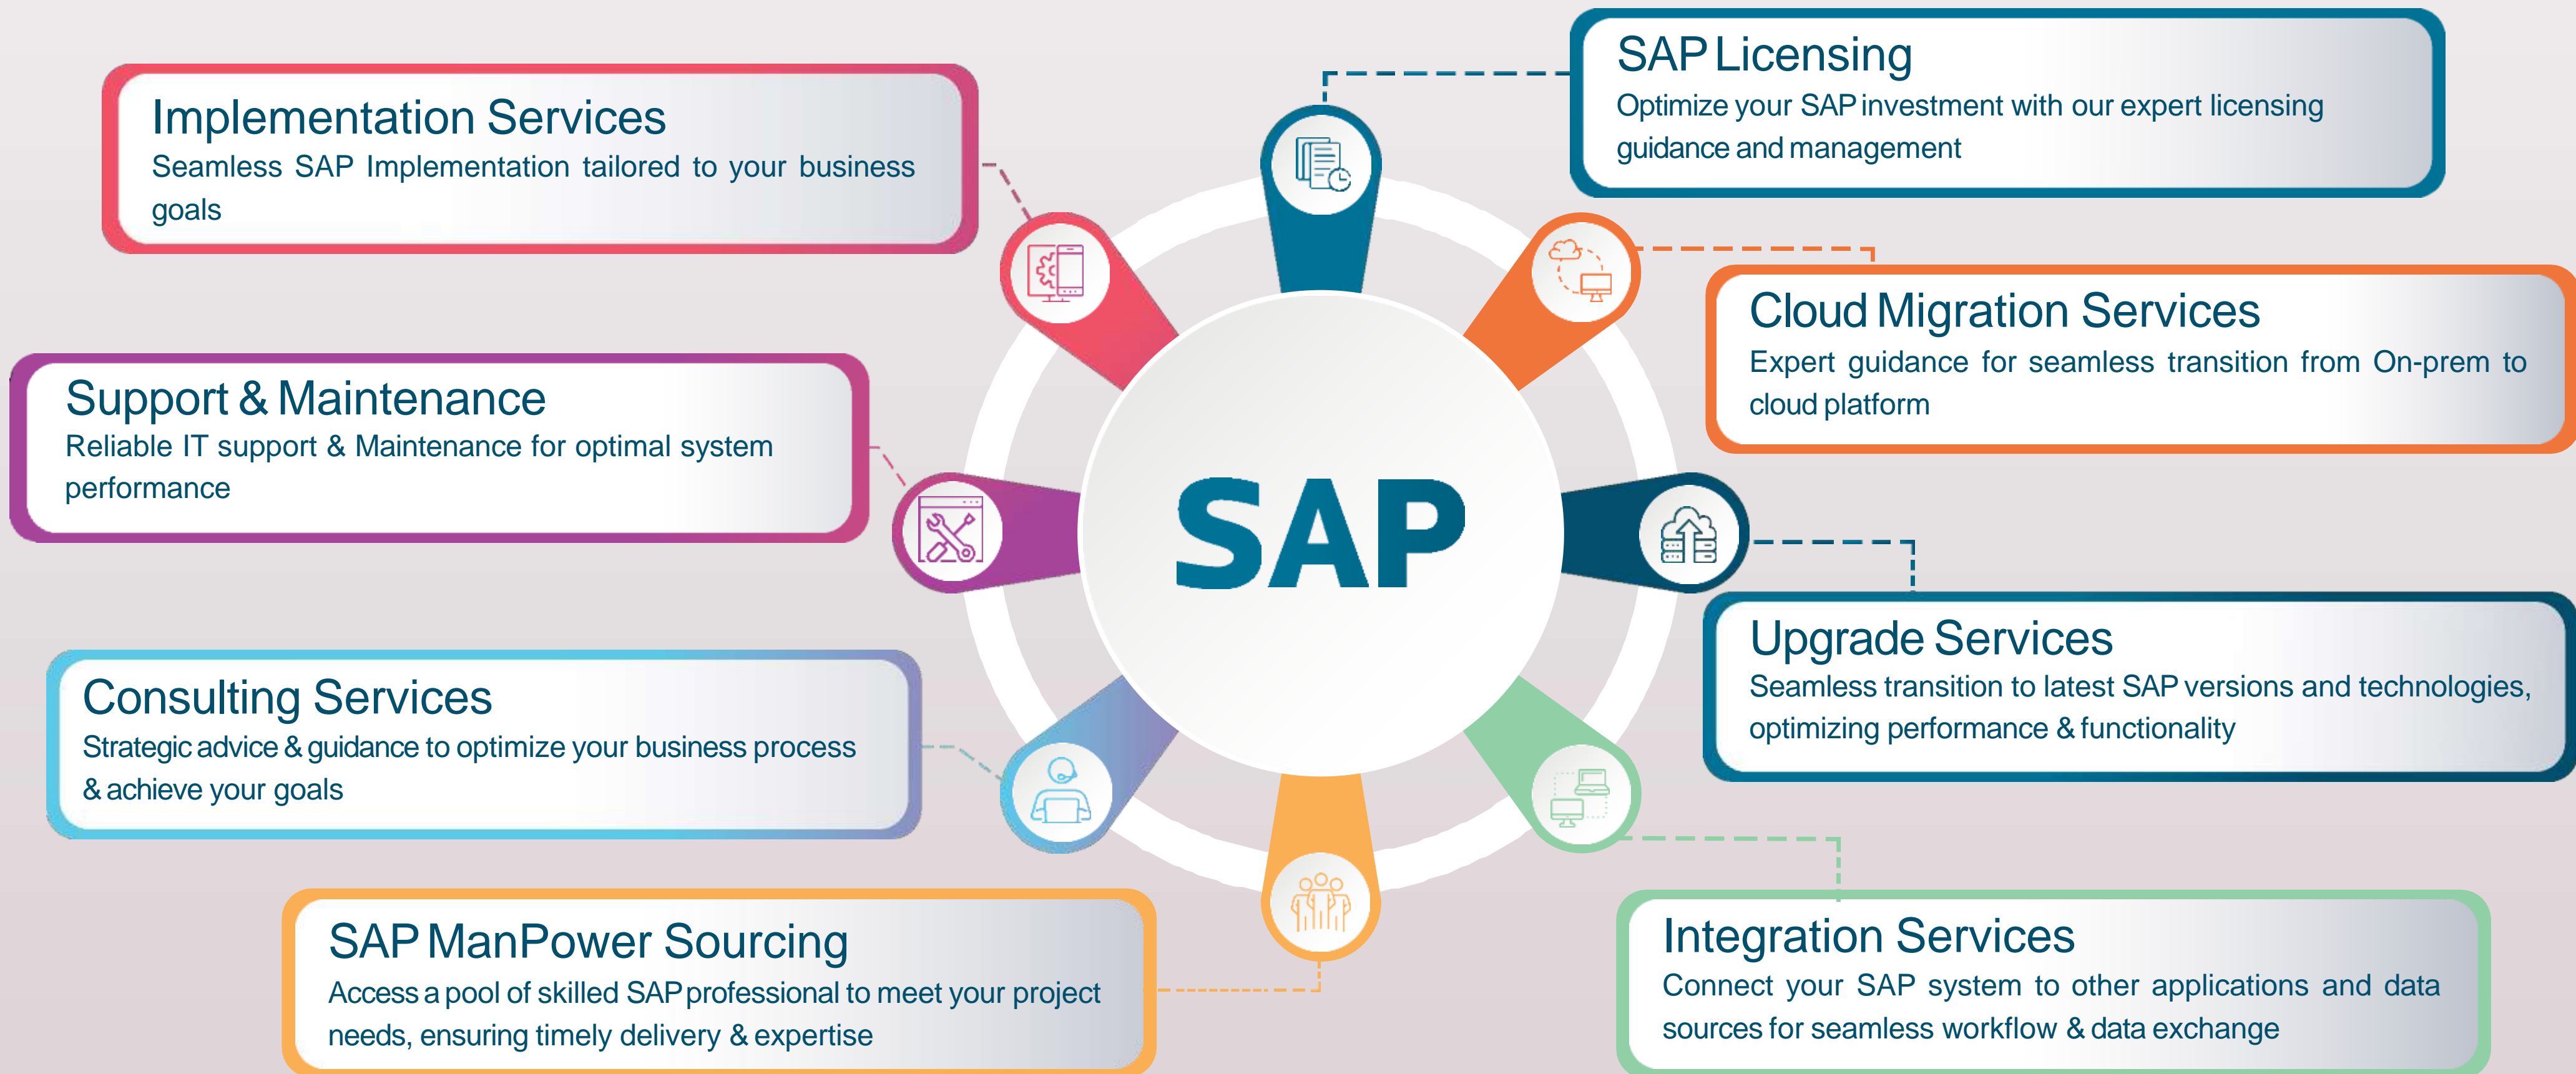 Implementation Services
Seamless SAP Implementation tailored to your business
goals
SAP Licensing
Optimize your SAP investment with our expert licensing
guidance and management
Cloud Migration Services
Expert guidance for seamless transition from On-prem to
cloud platform
Support & Maintenance
Reliable IT support & Maintenance for optimal system
performance
SAP
Upgrade Services
Seamless transition to latest SAP versions and technologies,
optimizing performance & functionality
Consulting Services
Strategic advice & guidance to optimize your business process
& achieve your goals
SAP ManPower Sourcing
Access a pool of skilled SAP professional to meet your project
needs, ensuring timely delivery & expertise
Integration Services
Connect your SAP system to other applications and data
sources for seamless workflow & data exchange